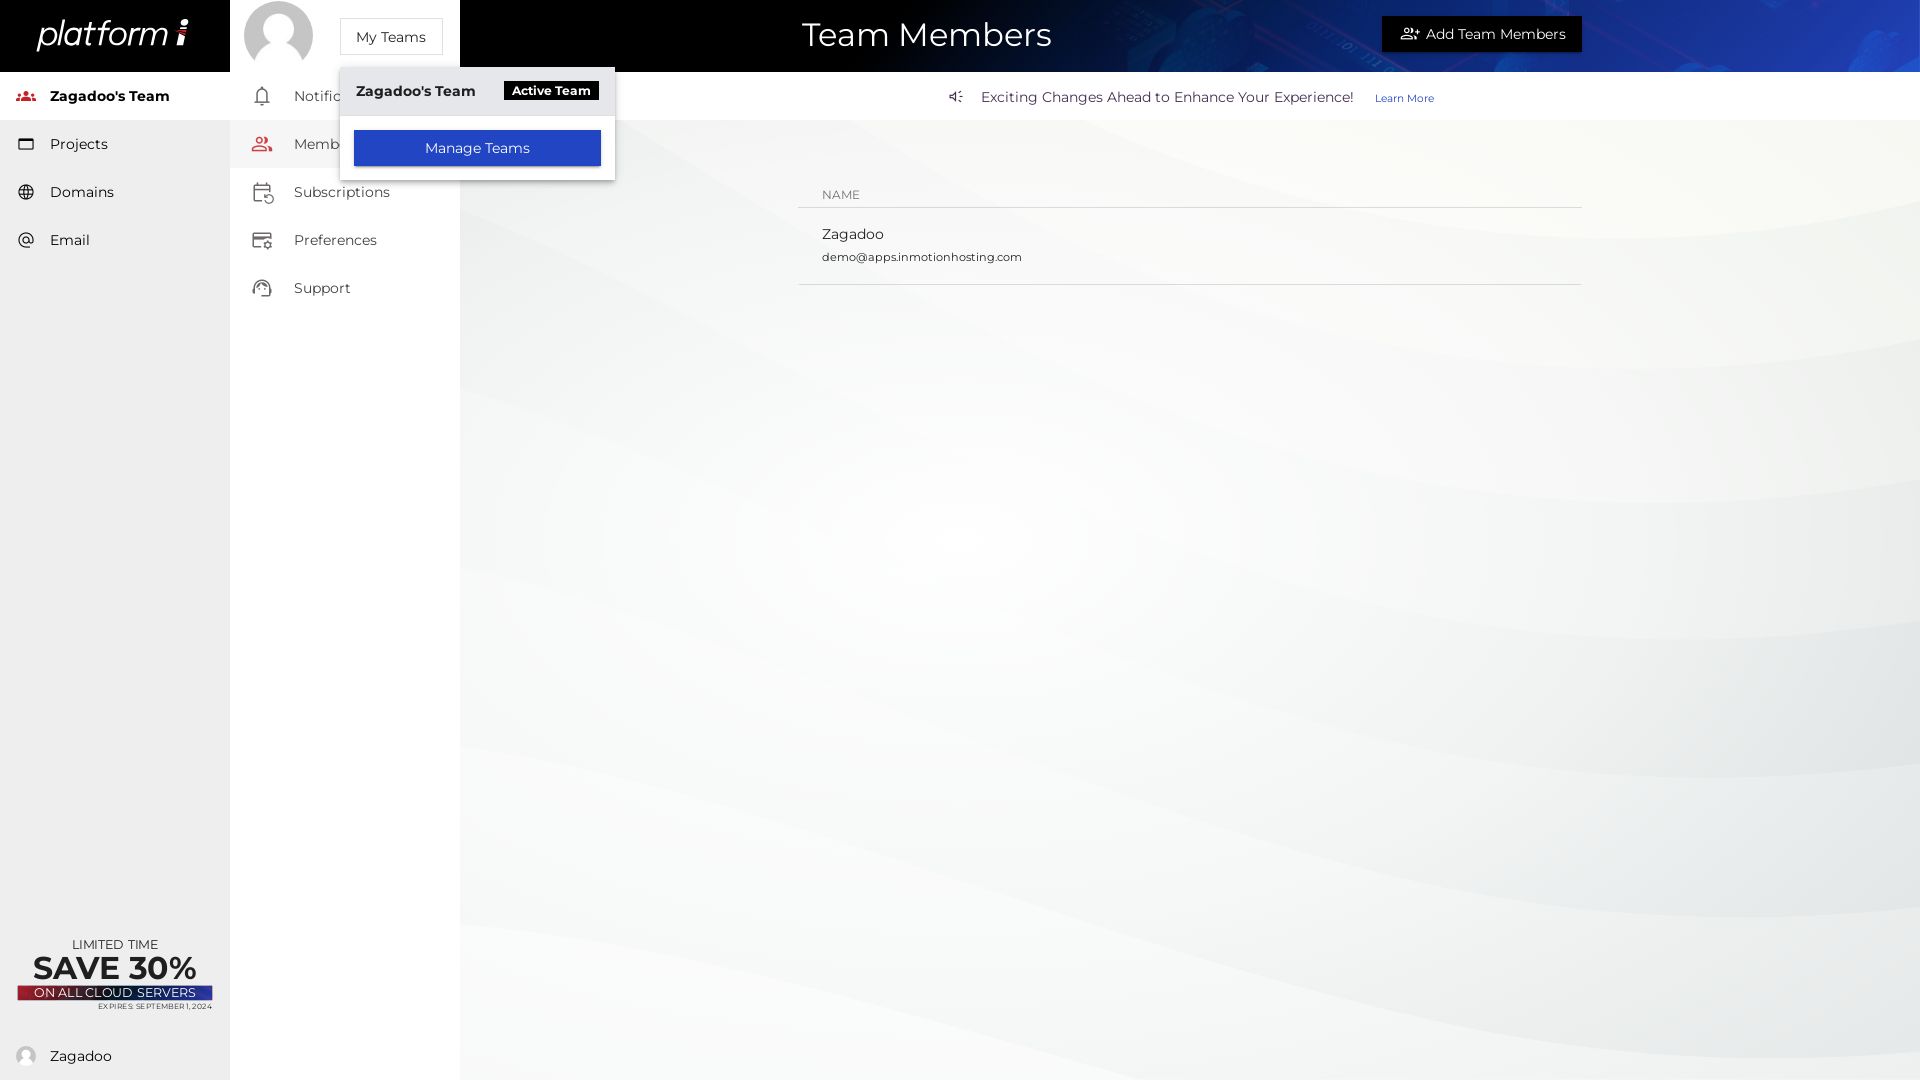 platform i
My Teams
Team Members
Add Team Members
Zagadoo's Team
Projects
Domains
Email
Notific
Memb
Subscriptions
Preferences
Support
Zagadoo's Team
Active Team
Manage Teams
Exciting Changes Ahead to Enhance Your Experience!
Learn More
NAME
Zagadoo
demo@apps.inmotionhosting.com
LIMITED TIME
SAVE 30%
ON ALL CLOUD SERVERS
EXPIRES: SEPTEMBER 1, 2024
Zagadoo